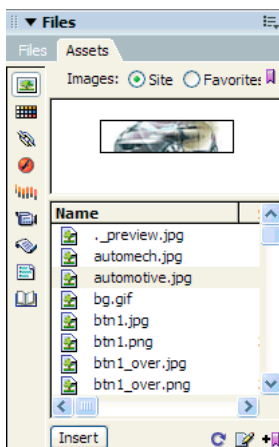 Files
Files Assets
Images: Site Favorites
Name
._preview.jpg
automech.jpg
automotive.jpg
bg.gif
btn1.jpg
btn1.png
btn1_over.jpg
btn1_over.png
Insert